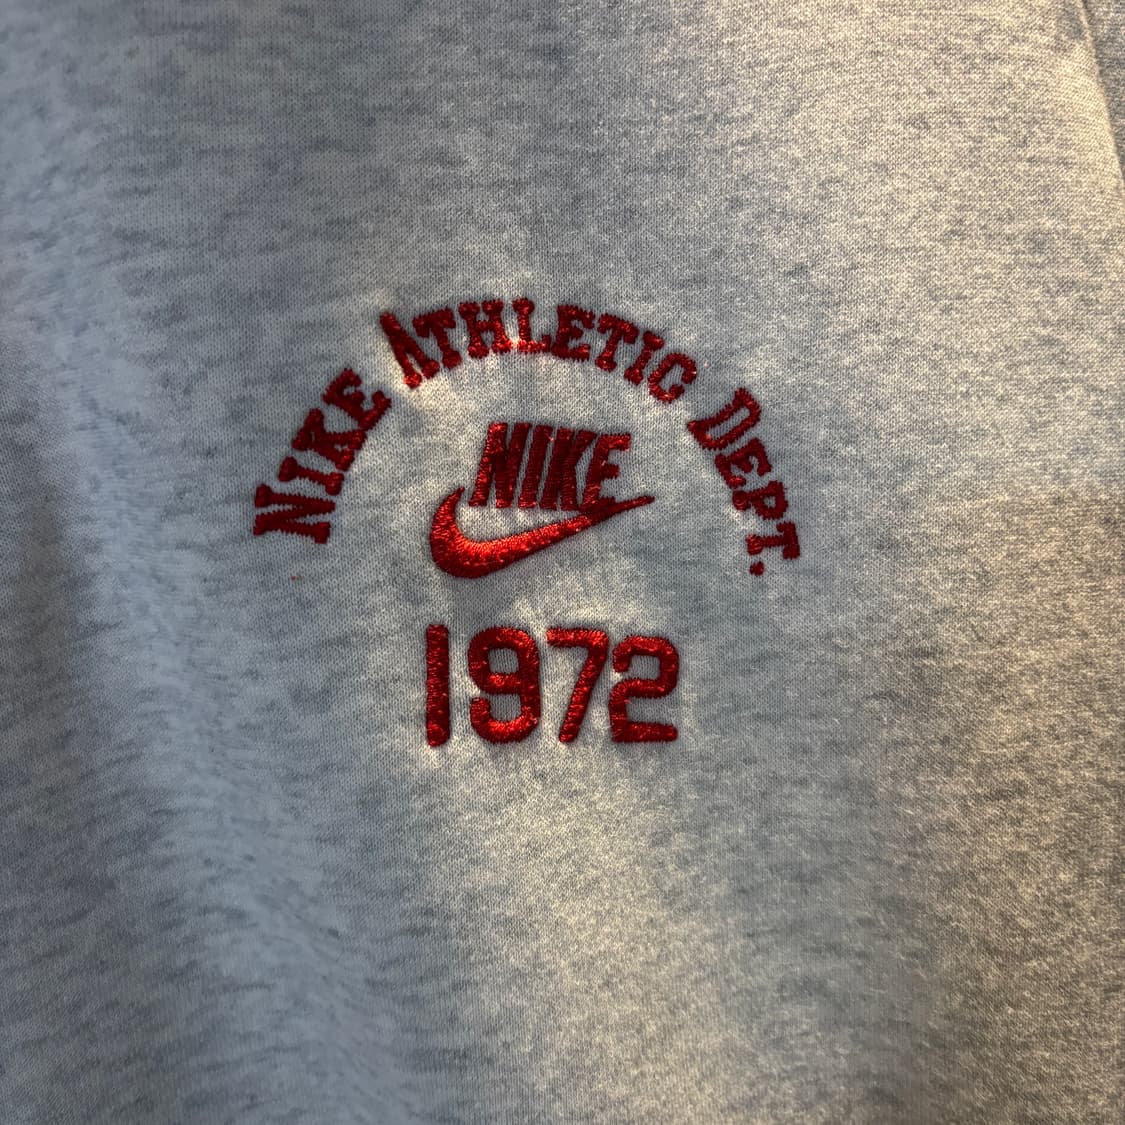 NIKE ATHLETIC DEPT.
NIKE
1972